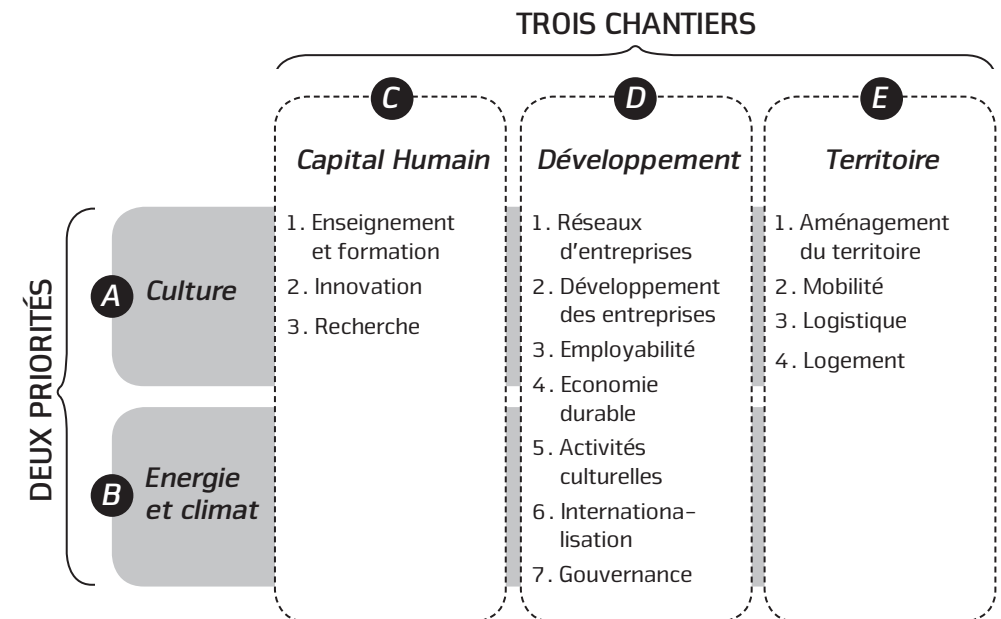 TROIS CHANTIERS
C
Capital Humain
1. Enseignement
et formation
2. Innovation
3. Recherche
D
Développement
1. Réseaux
d'entreprises
2. Développement
des entreprises
3. Employabilité
4. Economie
durable
5. Activités
culturelles
6. Internationa-
lisation
7. Gouvernance
E
Territoire
1. Aménagement
du territoire
2. Mobilité
3. Logistique
4. Logement
DEUX PRIORITÉS
A
Culture
B
Energie
et climat